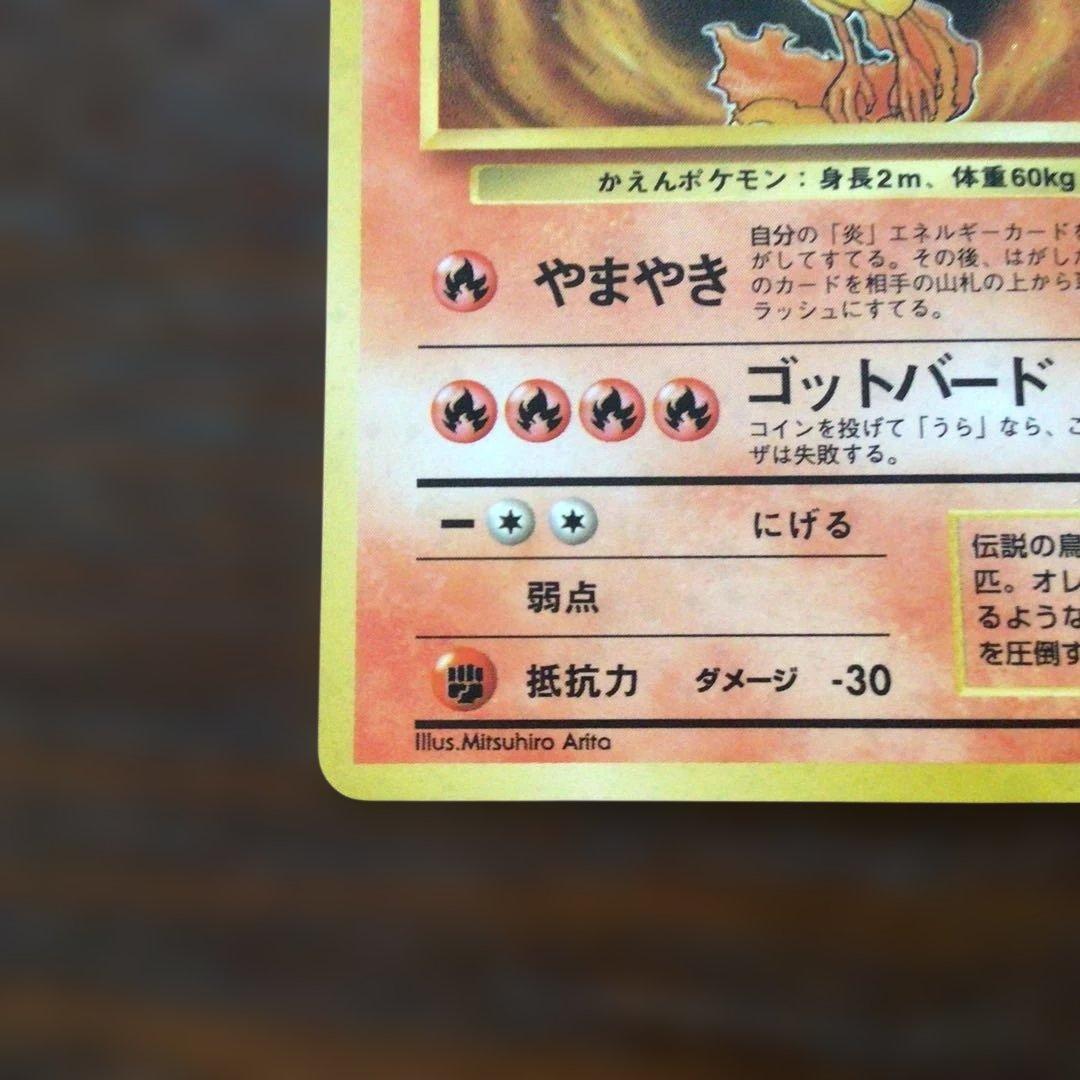 かえんポケモン：身長2m、体重60kg
やまやき
自分の「炎」エネルギーカードを
がしてすてる。その後、はがした
のカードを相手の山札の上から
ラッシュにすてる。
ゴットバード
コインを投げて「うら」なら、こ
ザは失敗する。
にげる
伝説の鳥
匹。オレ
るような
を圧倒す
弱点
抵抗力 ダメージ -30
Illus.Mitsuhiro Arita